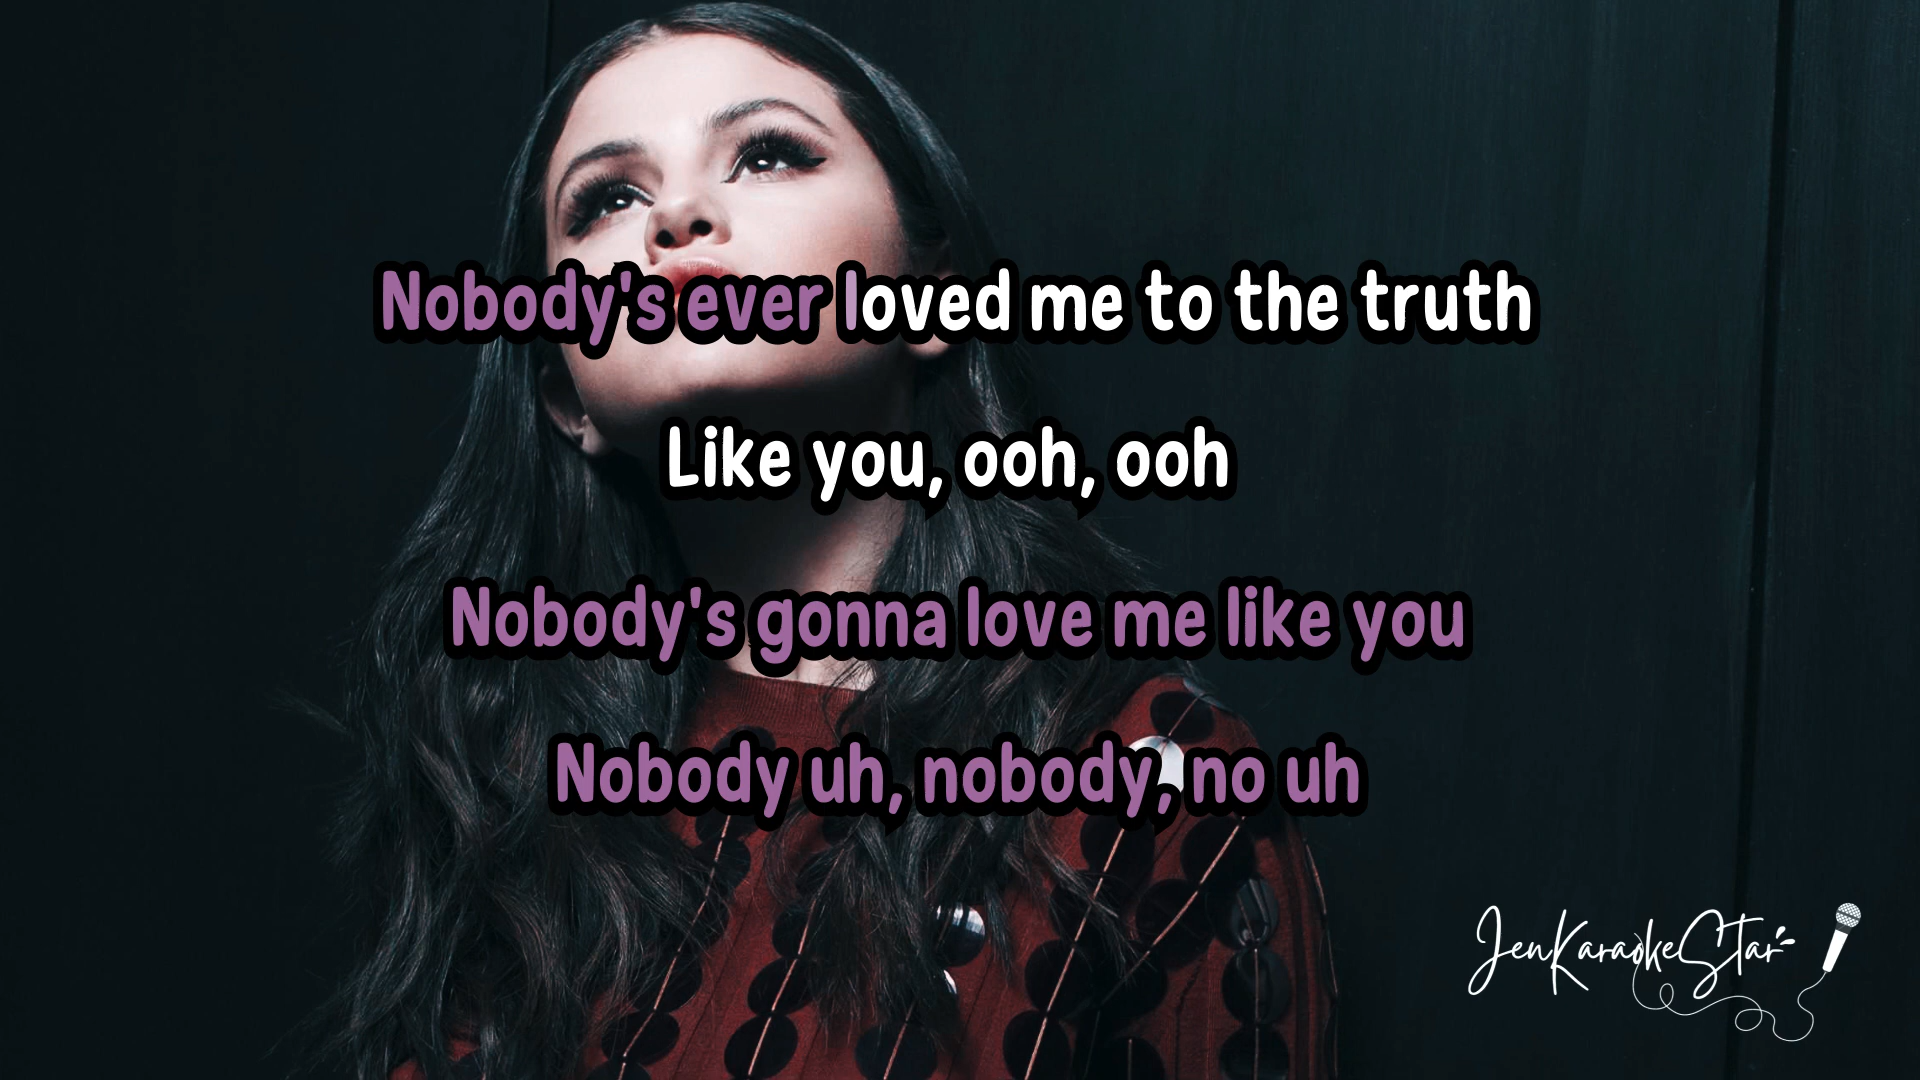 Nobody's ever loved me to the truth
Like you, ooh, ooh
Nobody's gonna love me like you
Nobody uh, nobody, no uh
JenKaraokeStar